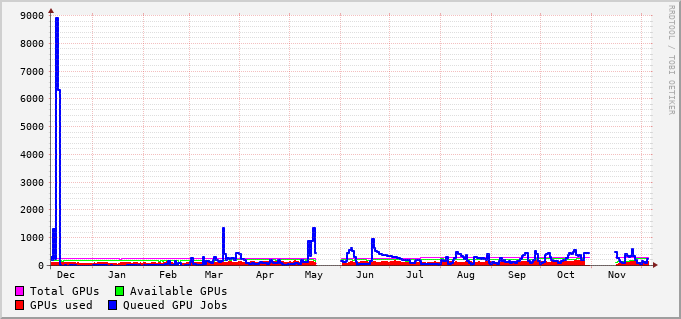 9000
8000
7000
6000
5000
4000
3000
2000
1000
0
Dec Jan Feb Mar Apr May Jun Jul Aug Sep Oct Nov
Total GPUs Available GPUs
GPUs used Queued GPU Jobs
RRDTOOL / TOBI OETIKER